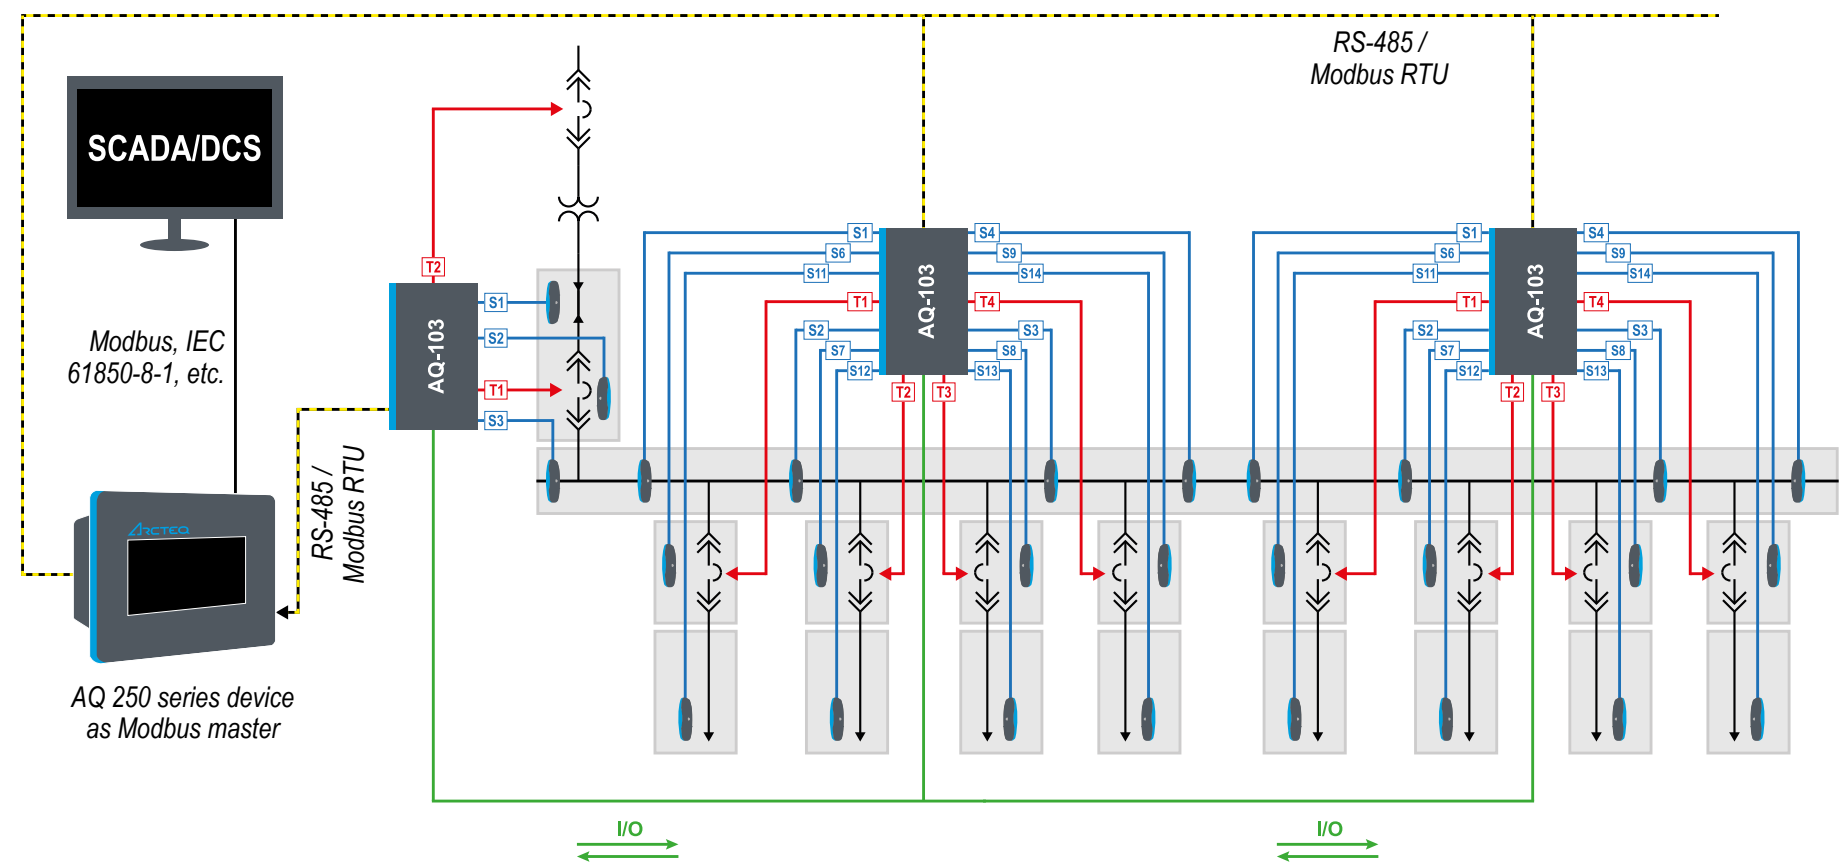 RS-485 /
Modbus RTU
SCADA/DCS
Modbus, IEC
61850-8-1, etc.
T2
AQ-103
S1
S2
T1
S3
RS-485 /
Modbus RTU
ARCTEQ
AQ 250 series device
as Modbus master
S1
S6
S11
T1
S2
S7
S12
T2
AQ-103
S4
S9
S14
T4
S3
S8
S13
T3
S1
S6
S11
T1
S2
S7
S12
T2
AQ-103
S4
S9
S14
T4
S3
S8
S13
T3
I/O
I/O